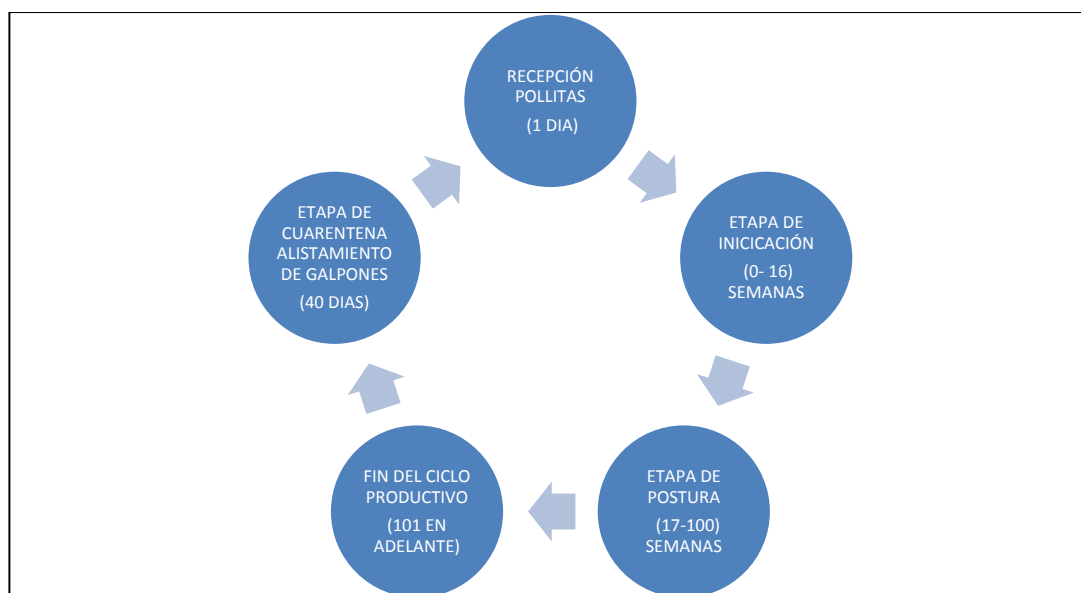 RECEPCIÓN
POLLITAS
(1 DIA)
ETAPA DE
INICICACIÓN
(0- 16)
SEMANAS
ETAPA DE
POSTURA
(17-100)
SEMANAS
FIN DEL CICLO
PRODUCTIVO
(101 EN
ADELANTE)
ETAPA DE
CUARENTENA
ALISTAMIENTO
DE GALPONES
(40 DIAS)